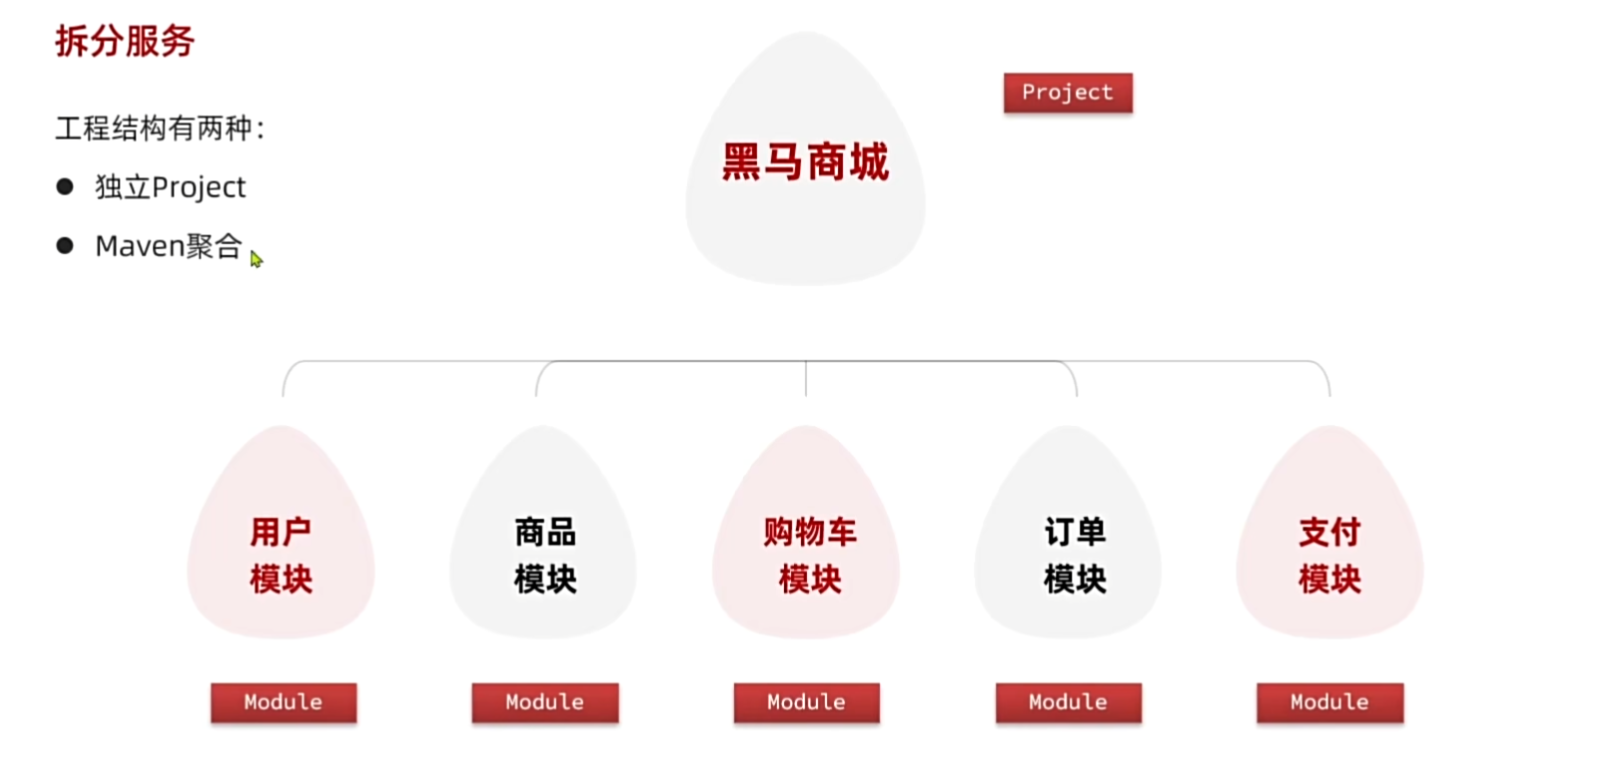 拆分服务
工程结构有两种：
● 独立Project
● Maven聚合
黑马商城
Project
用户
模块
商品
模块
购物车
模块
订单
模块
支付
模块
Module
Module
Module
Module
Module